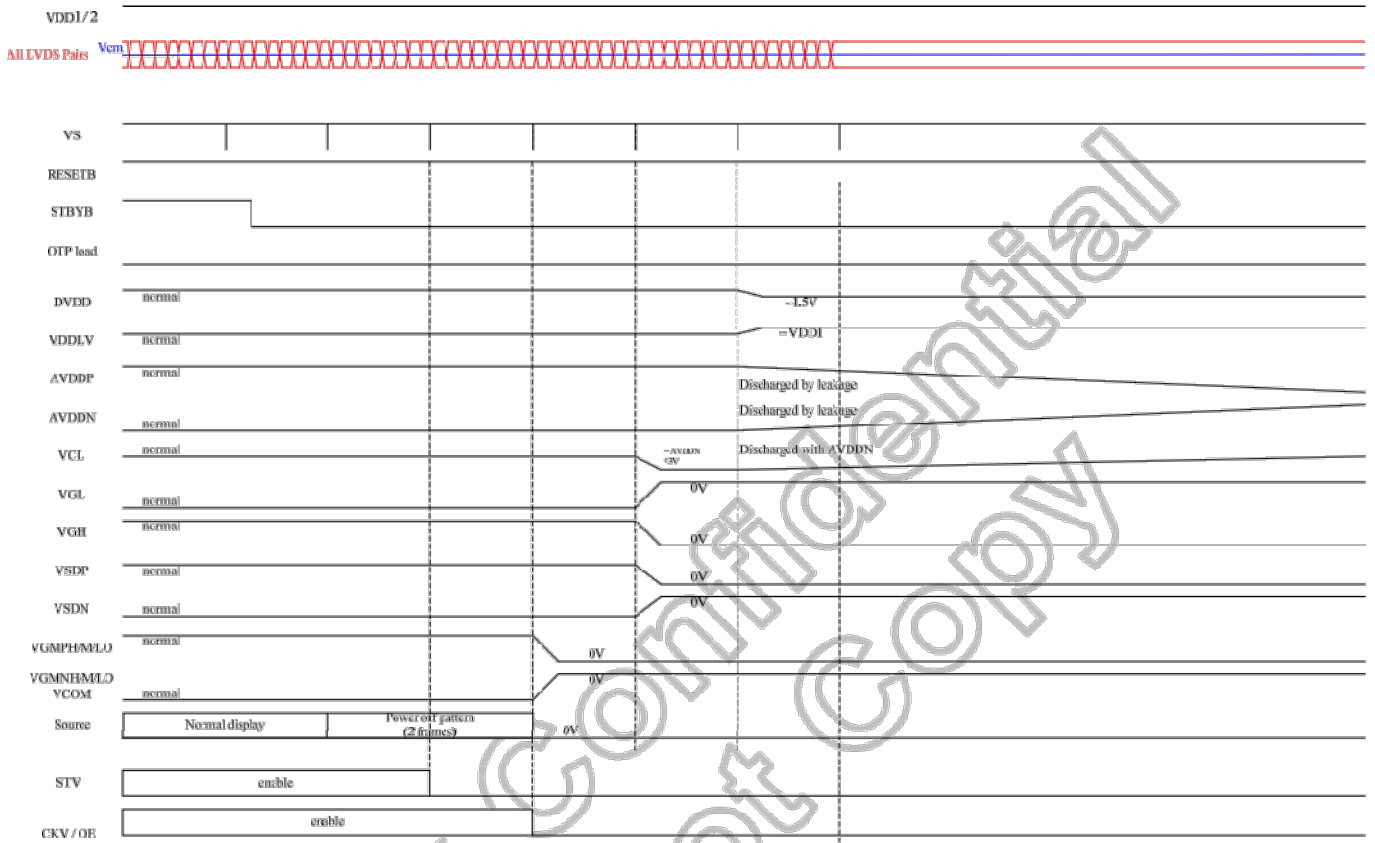 VDD1/2
All LVDS Pairs Vcm
VS
RESETB
STBYB
OTP load
DVDD normal ~1.5V
VDDLV normal =VDD1
AVDDP normal Discharged by leakage
AVDDN normal Discharged by leakage
VCL normal Discharged with AVDDN
VGL normal 0V
VGH normal 0V
VSDP normal 0V
VSDN normal 0V
VGMPH/M/LO normal 0V
VGMNH/M/LO 0V
VCOM normal
Source Normal display Power off pattern 0V
(2 frames)
STV enable
CKV / OE enable
Confidential
Copy